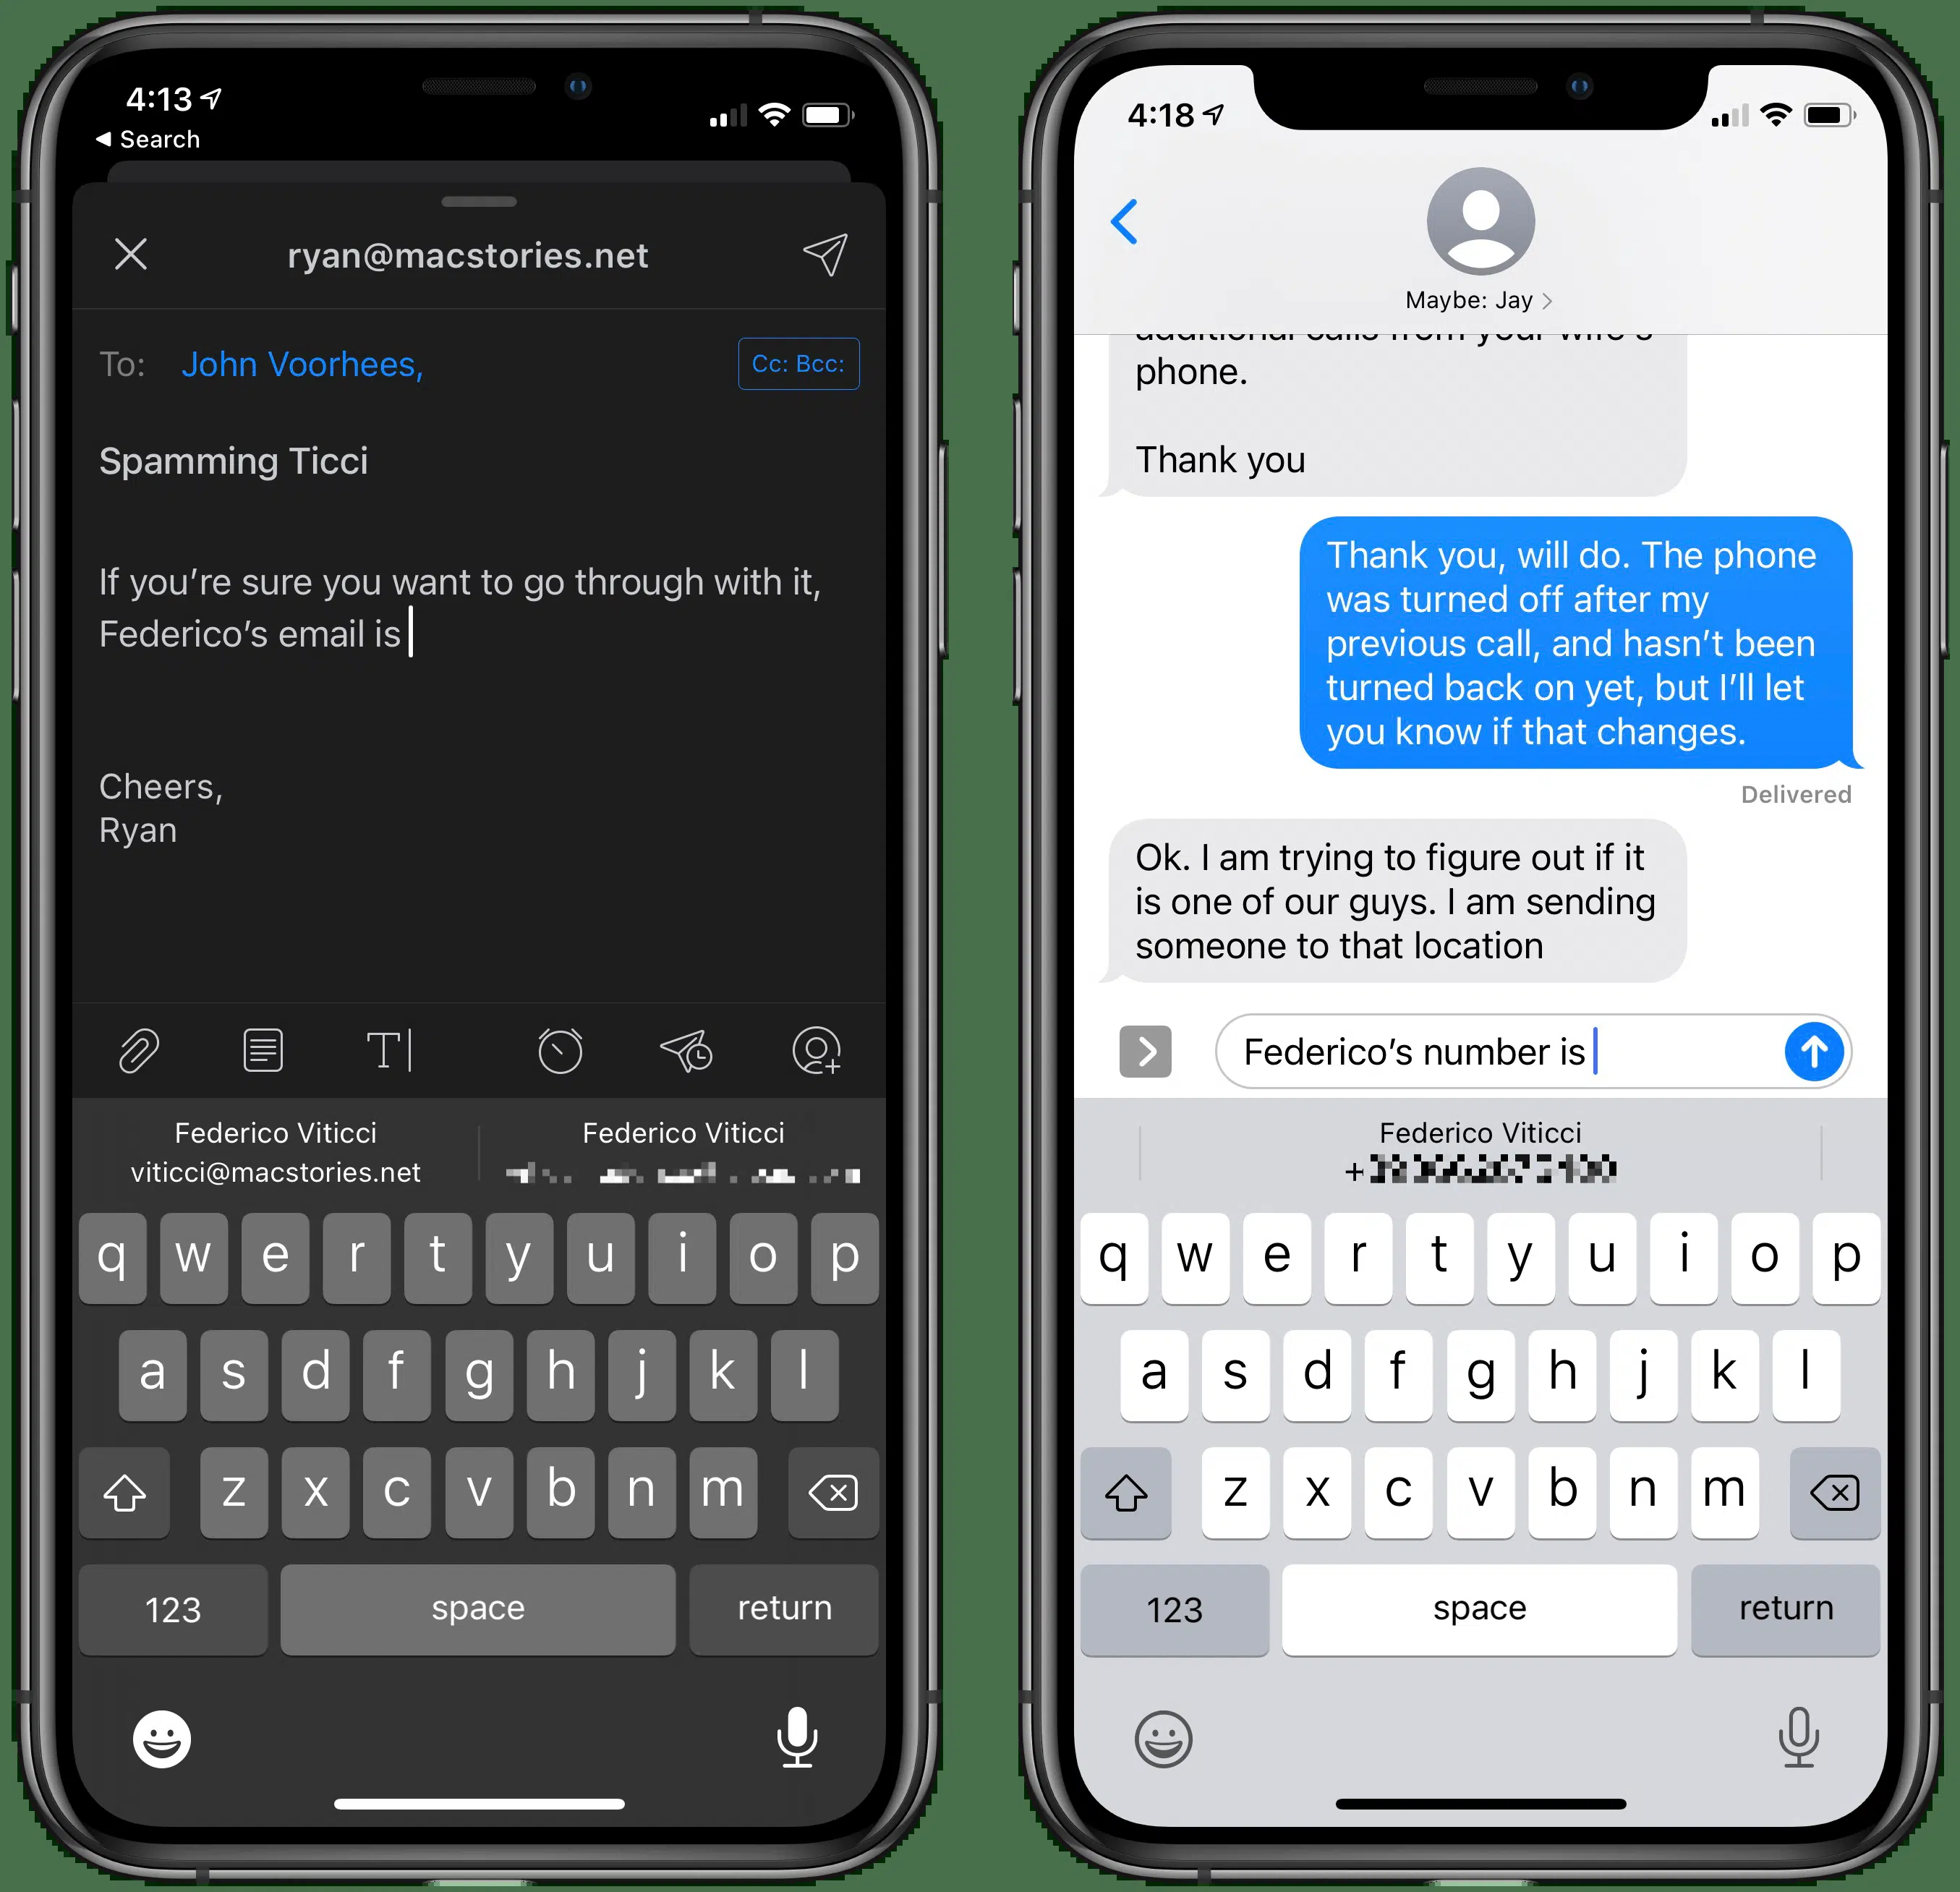 4:13
Search
ryan@macstories.net
To: John Voorhees,
Cc: Bcc:
Spamming Ticci
If you’re sure you want to go through with it,
Federico’s email is
Cheers,
Ryan
Federico Viticci
viticci@macstories.net
Federico Viticci
q w e r t y u i o p
a s d f g h j k l
z x c v b n m
123 space return
4:18
Maybe: Jay
phone.
Thank you
Thank you, will do. The phone
was turned off after my
previous call, and hasn’t been
turned back on yet, but I’ll let
you know if that changes.
Delivered
Ok. I am trying to figure out if it
is one of our guys. I am sending
someone to that location
Federico’s number is
Federico Viticci
+
q w e r t y u i o p
a s d f g h j k l
z x c v b n m
123 space return